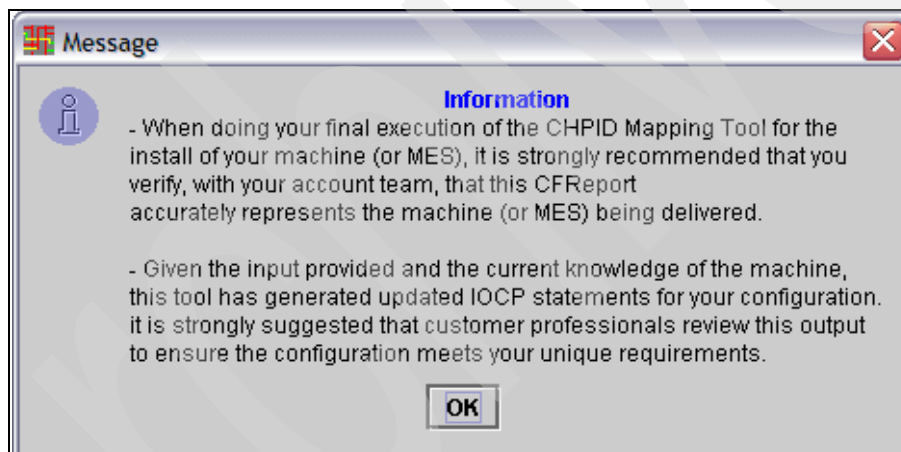 Message
Information
- When doing your final execution of the CHPID Mapping Tool for the
install of your machine (or MES), it is strongly recommended that you
verify, with your account team, that this CFReport
accurately represents the machine (or MES) being delivered.
- Given the input provided and the current knowledge of the machine,
this tool has generated updated IOCP statements for your configuration.
it is strongly suggested that customer professionals review this output
to ensure the configuration meets your unique requirements.
OK